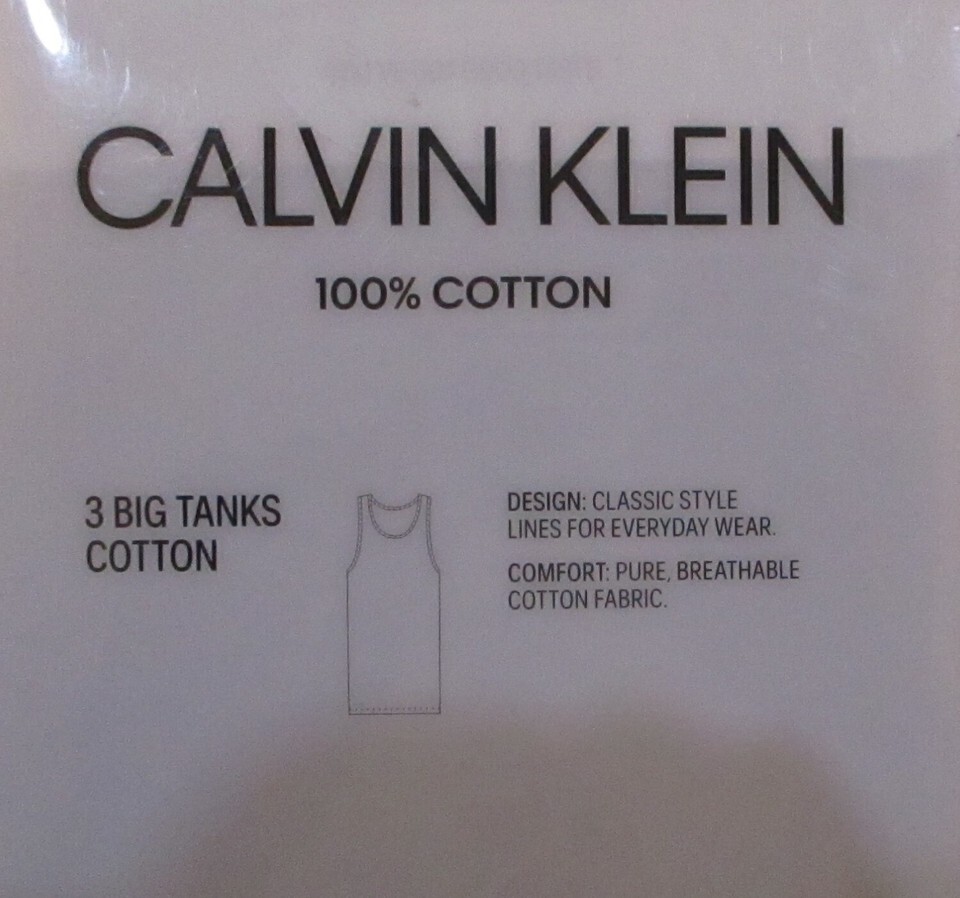 CALVIN KLEIN
100% COTTON
3 BIG TANKS
COTTON
DESIGN: CLASSIC STYLE
LINES FOR EVERYDAY WEAR.
COMFORT: PURE, BREATHABLE
COTTON FABRIC.